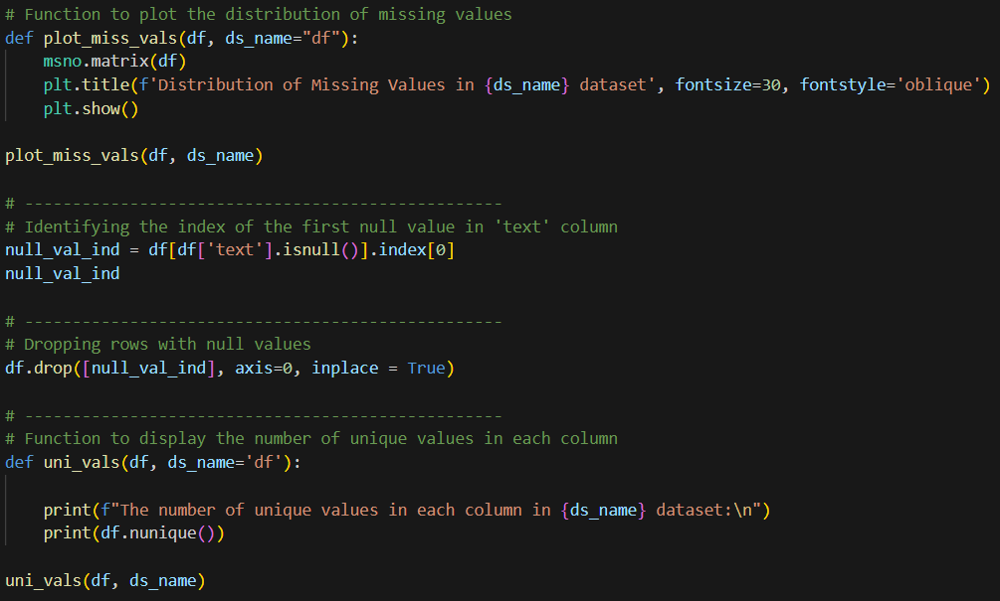 # Function to plot the distribution of missing values
def plot_miss_vals(df, ds_name="df"):
    msno.matrix(df)
    plt.title(f'Distribution of Missing Values in {ds_name} dataset', fontsize=30, fontstyle='oblique')
    plt.show()

plot_miss_vals(df, ds_name)

# --------------------------------------------------
# Identifying the index of the first null value in 'text' column
null_val_ind = df[df['text'].isnull()].index[0]
null_val_ind

# --------------------------------------------------
# Dropping rows with null values
df.drop([null_val_ind], axis=0, inplace = True)

# --------------------------------------------------
# Function to display the number of unique values in each column
def uni_vals(df, ds_name='df'):

    print(f"The number of unique values in each column in {ds_name} dataset:\n")
    print(df.nunique())

uni_vals(df, ds_name)